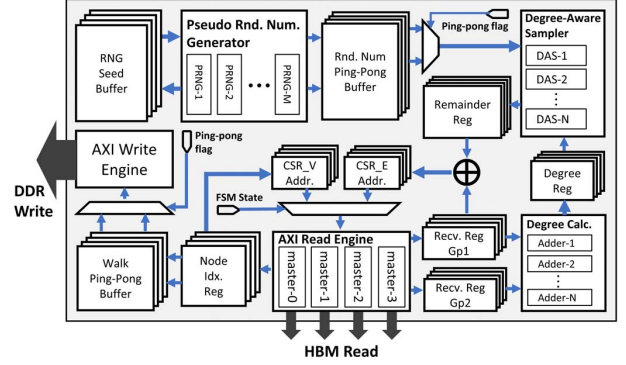 RNG
Seed
Buffer
Pseudo Rnd. Num.
Generator
PRNG-1
PRNG-2
•••
PRNG-M
Rnd. Num
Ping-Pong
Buffer
Ping-pong flag
Degree-Aware
Sampler
DAS-1
DAS-2
DAS-N
Remainder
Reg
AXI Write
Engine
Ping-pong
flag
DDR
Write
CSR_V
Addr.
CSR_E
Addr.
FSM State
Degree
Reg
Walk
Ping-Pong
Buffer
Node
Idx.
Reg
AXI Read Engine
master-0
master-1
master-2
master-3
Recv. Reg
Gp1
Recv. Reg
Gp2
Degree Calc.
Adder-1
Adder-2
Adder-N
HBM Read